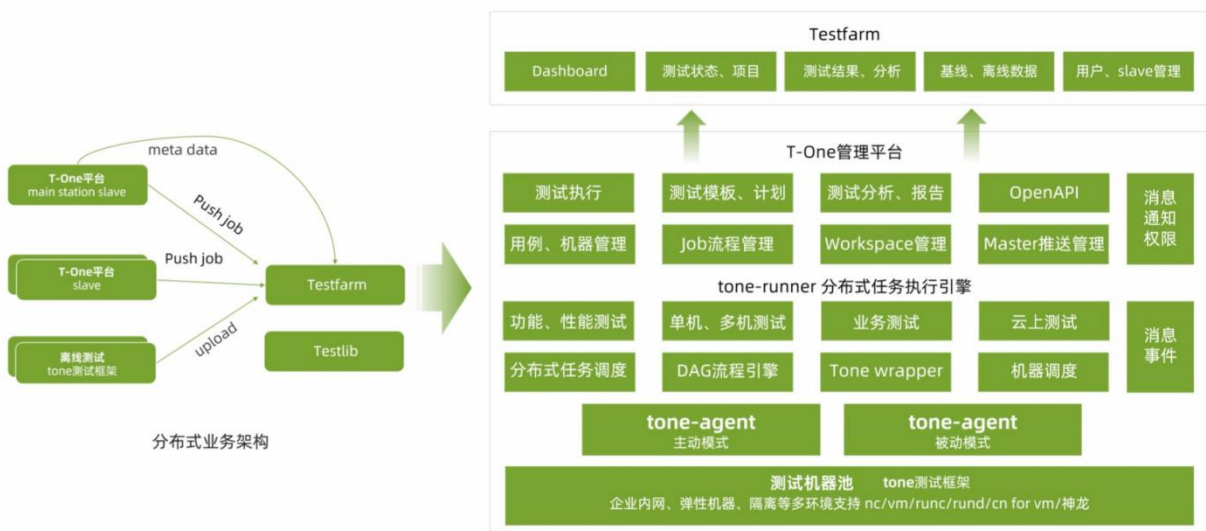 meta data
T-One平台
main station slave
Push job
Push job
T-One平台
slave
Testfarm
upload
离线测试
tone测试框架
Testlib
分布式业务架构
Testfarm
Dashboard
测试状态、项目
测试结果、分析
基线、离线数据
用户、slave管理
T-One管理平台
测试执行
测试模板、计划
测试分析、报告
OpenAPI
消息
通知
权限
用例、机器管理
Job流程管理
Workspace管理
Master推送管理
tone-runner 分布式任务执行引擎
功能、性能测试
单机、多机测试
业务测试
云上测试
消息
事件
分布式任务调度
DAG流程引擎
Tone wrapper
机器调度
tone-agent
主动模式
tone-agent
被动模式
测试机器池 tone测试框架
企业内网、弹性机器、隔离等多环境支持 nc/vm/runc/rund/cn for vm/神龙